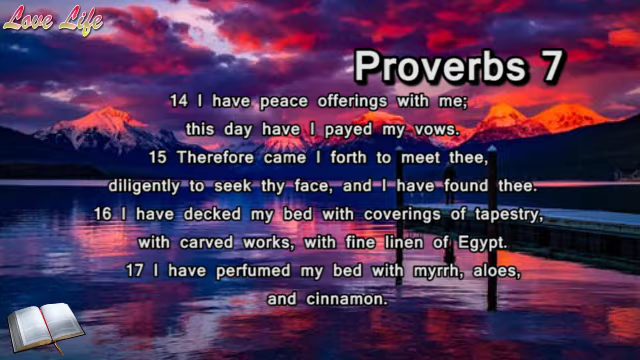 Love Life
Proverbs 7
14 I have peace offerings with me;
this day have I payed my vows.
15 Therefore came I forth to meet thee,
diligently to seek thy face, and I have found thee.
16 I have decked my bed with coverings of tapestry,
with carved works, with fine linen of Egypt.
17 I have perfumed my bed with myrrh, aloes,
and cinnamon.